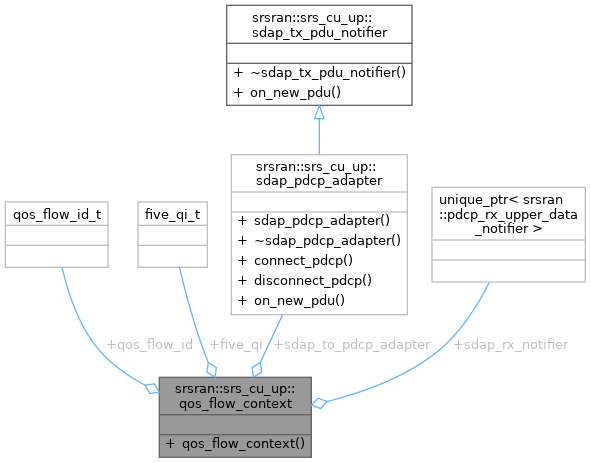 srsran::srs_cu_up::
sdap_tx_pdu_notifier
+ ~sdap_tx_pdu_notifier()
+ on_new_pdu()
srsran::srs_cu_up::
sdap_pdcp_adapter
+ sdap_pdcp_adapter()
+ ~sdap_pdcp_adapter()
+ connect_pdcp()
+ disconnect_pdcp()
+ on_new_pdu()
qos_flow_id_t
five_qi_t
unique_ptr< srsran
::pdcp_rx_upper_data
_notifier >
+qos_flow_id
+five_qi
+sdap_to_pdcp_adapter
+sdap_rx_notifier
srsran::srs_cu_up::
qos_flow_context
+ qos_flow_context()